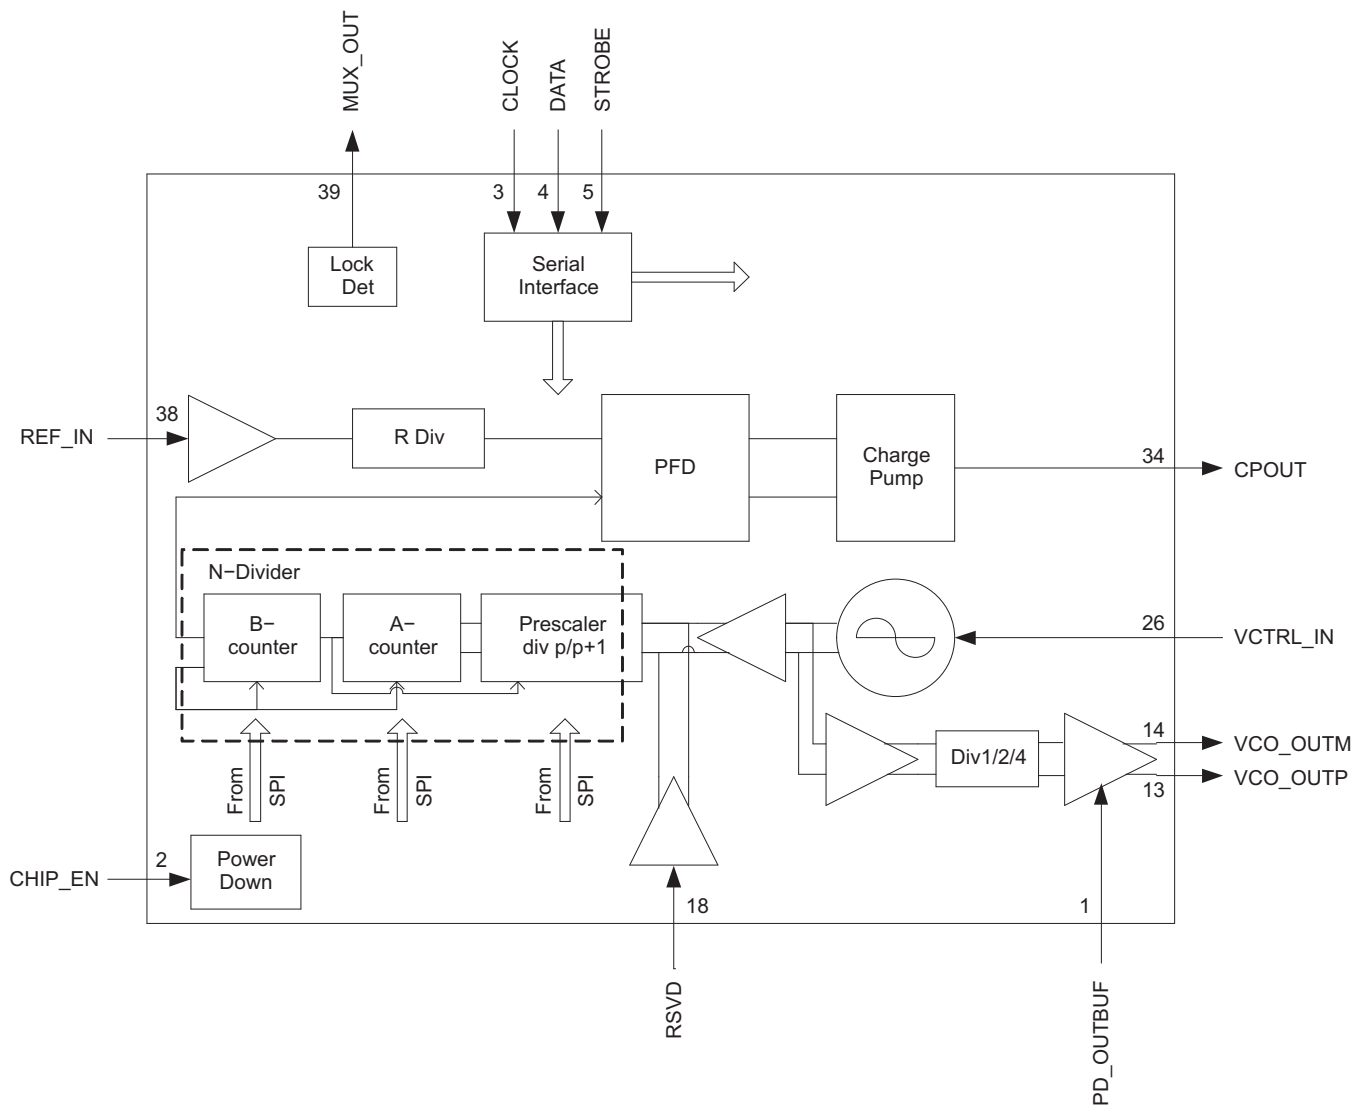 MUX_OUT
CLOCK
DATA
STROBE
39
3
4
5
Lock
Det
Serial
Interface
REF_IN
38
R Div
PFD
Charge
Pump
34
CPOUT
N−Divider
B−
counter
A−
counter
Prescaler
div p/p+1
26
VCTRL_IN
From
SPI
From
SPI
From
SPI
Div1/2/4
14
VCO_OUTM
13
VCO_OUTP
CHIP_EN
2
Power
Down
18
RSVD
1
PD_OUTBUF